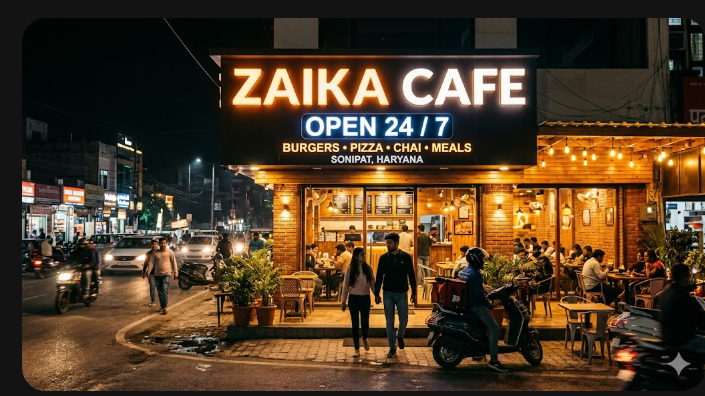 ZAIKA CAFE
OPEN 24 / 7
BURGERS • PIZZA • CHAI • MEALS
SONIPAT, HARYANA